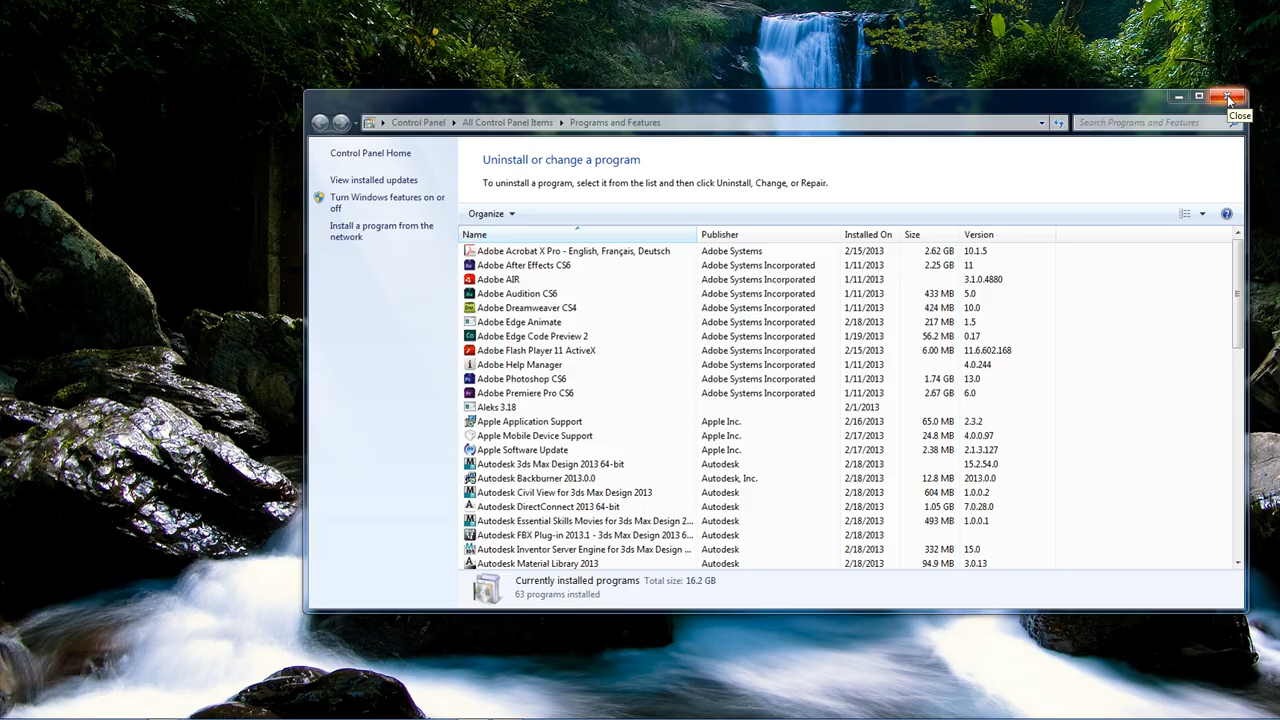 Close
Control Panel
All Control Panel Items
Programs and Features
Search Programs and Features
Control Panel Home
View installed updates
Turn Windows features on or
off
Install a program from the
network
Uninstall or change a program
To uninstall a program, select it from the list and then click Uninstall, Change, or Repair.
Organize
Name Publisher Installed On Size Version
Adobe Acrobat X Pro - English, Français, Deutsch Adobe Systems 2/15/2013 2.62 GB 10.1.5
Adobe After Effects CS6 Adobe Systems Incorporated 1/11/2013 2.25 GB 11
Adobe AIR Adobe Systems Incorporated 1/11/2013 3.1.0.4880
Adobe Audition CS6 Adobe Systems Incorporated 1/11/2013 433 MB 5.0
Adobe Dreamweaver CS4 Adobe Systems Incorporated 1/11/2013 424 MB 10.0
Adobe Edge Animate Adobe Systems Incorporated 2/18/2013 217 MB 1.5
Adobe Edge Code Preview 2 Adobe Systems Incorporated 1/19/2013 56.2 MB 0.17
Adobe Flash Player 11 ActiveX Adobe Systems Incorporated 2/15/2013 6.00 MB 11.6.602.168
Adobe Help Manager Adobe Systems Incorporated 1/11/2013 4.0.244
Adobe Photoshop CS6 Adobe Systems Incorporated 1/11/2013 1.74 GB 13.0
Adobe Premiere Pro CS6 Adobe Systems Incorporated 1/11/2013 2.67 GB 6.0
Aleks 3.18 2/1/2013
Apple Application Support Apple Inc. 2/16/2013 65.0 MB 2.3.2
Apple Mobile Device Support Apple Inc. 2/17/2013 24.8 MB 4.0.0.97
Apple Software Update Apple Inc. 2/17/2013 2.38 MB 2.1.3.127
Autodesk 3ds Max Design 2013 64-bit Autodesk 2/18/2013 15.2.54.0
Autodesk Backburner 2013.0.0 Autodesk, Inc. 2/18/2013 12.8 MB 2013.0.0
Autodesk Civil View for 3ds Max Design 2013 Autodesk 2/18/2013 604 MB 1.0.0.2
Autodesk DirectConnect 2013 64-bit Autodesk 2/18/2013 1.05 GB 7.0.28.0
Autodesk Essential Skills Movies for 3ds Max Design 2... Autodesk 2/18/2013 493 MB 1.0.0.1
Autodesk FBX Plug-in 2013.1 - 3ds Max Design 2013 6... Autodesk 2/18/2013
Autodesk Inventor Server Engine for 3ds Max Design ... Autodesk 2/18/2013 332 MB 15.0
Autodesk Material Library 2013 Autodesk 2/18/2013 94.9 MB 3.0.13
Currently installed programs Total size: 16.2 GB
63 programs installed